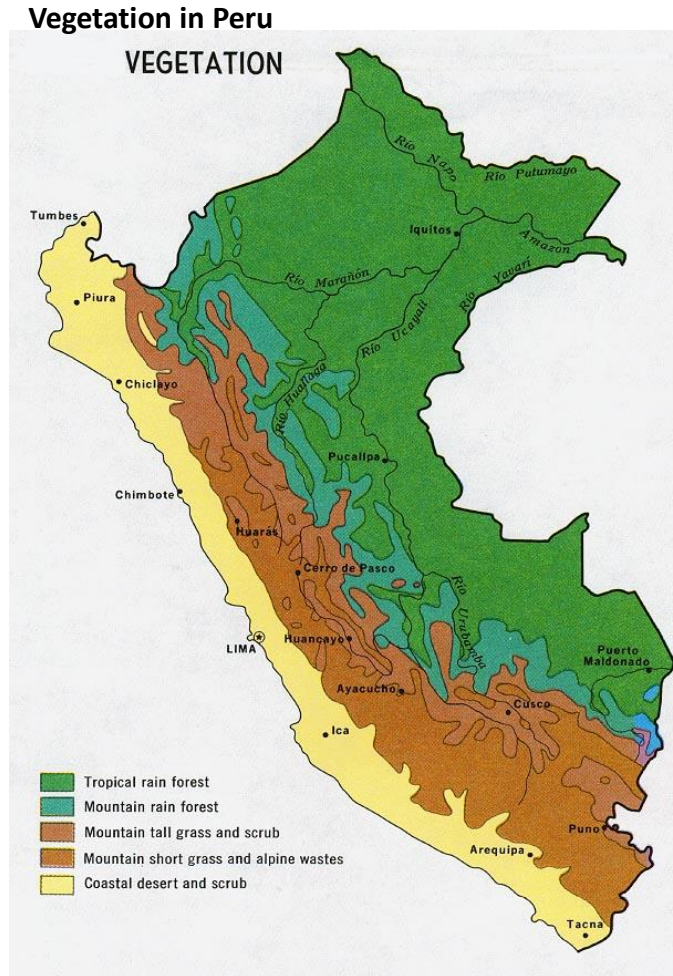 Vegetation in Peru
VEGETATION
Río Napo
Río Putumayo
Tumbes
Iquitos
Amazon
Río Marañón
Río Yavarí
Piura
Río Ucayali
Río Huallaga
Chiclayo
Pucallpa
Chimbote
Huarás
Cerro de Pasco
Río Urubamba
LIMA
Huancayo
Puerto
Maldonado
Ayacucho
Cusco
Ica
Tropical rain forest
Mountain rain forest
Mountain tall grass and scrub
Puno
Mountain short grass and alpine wastes
Arequipa
Coastal desert and scrub
Tacna